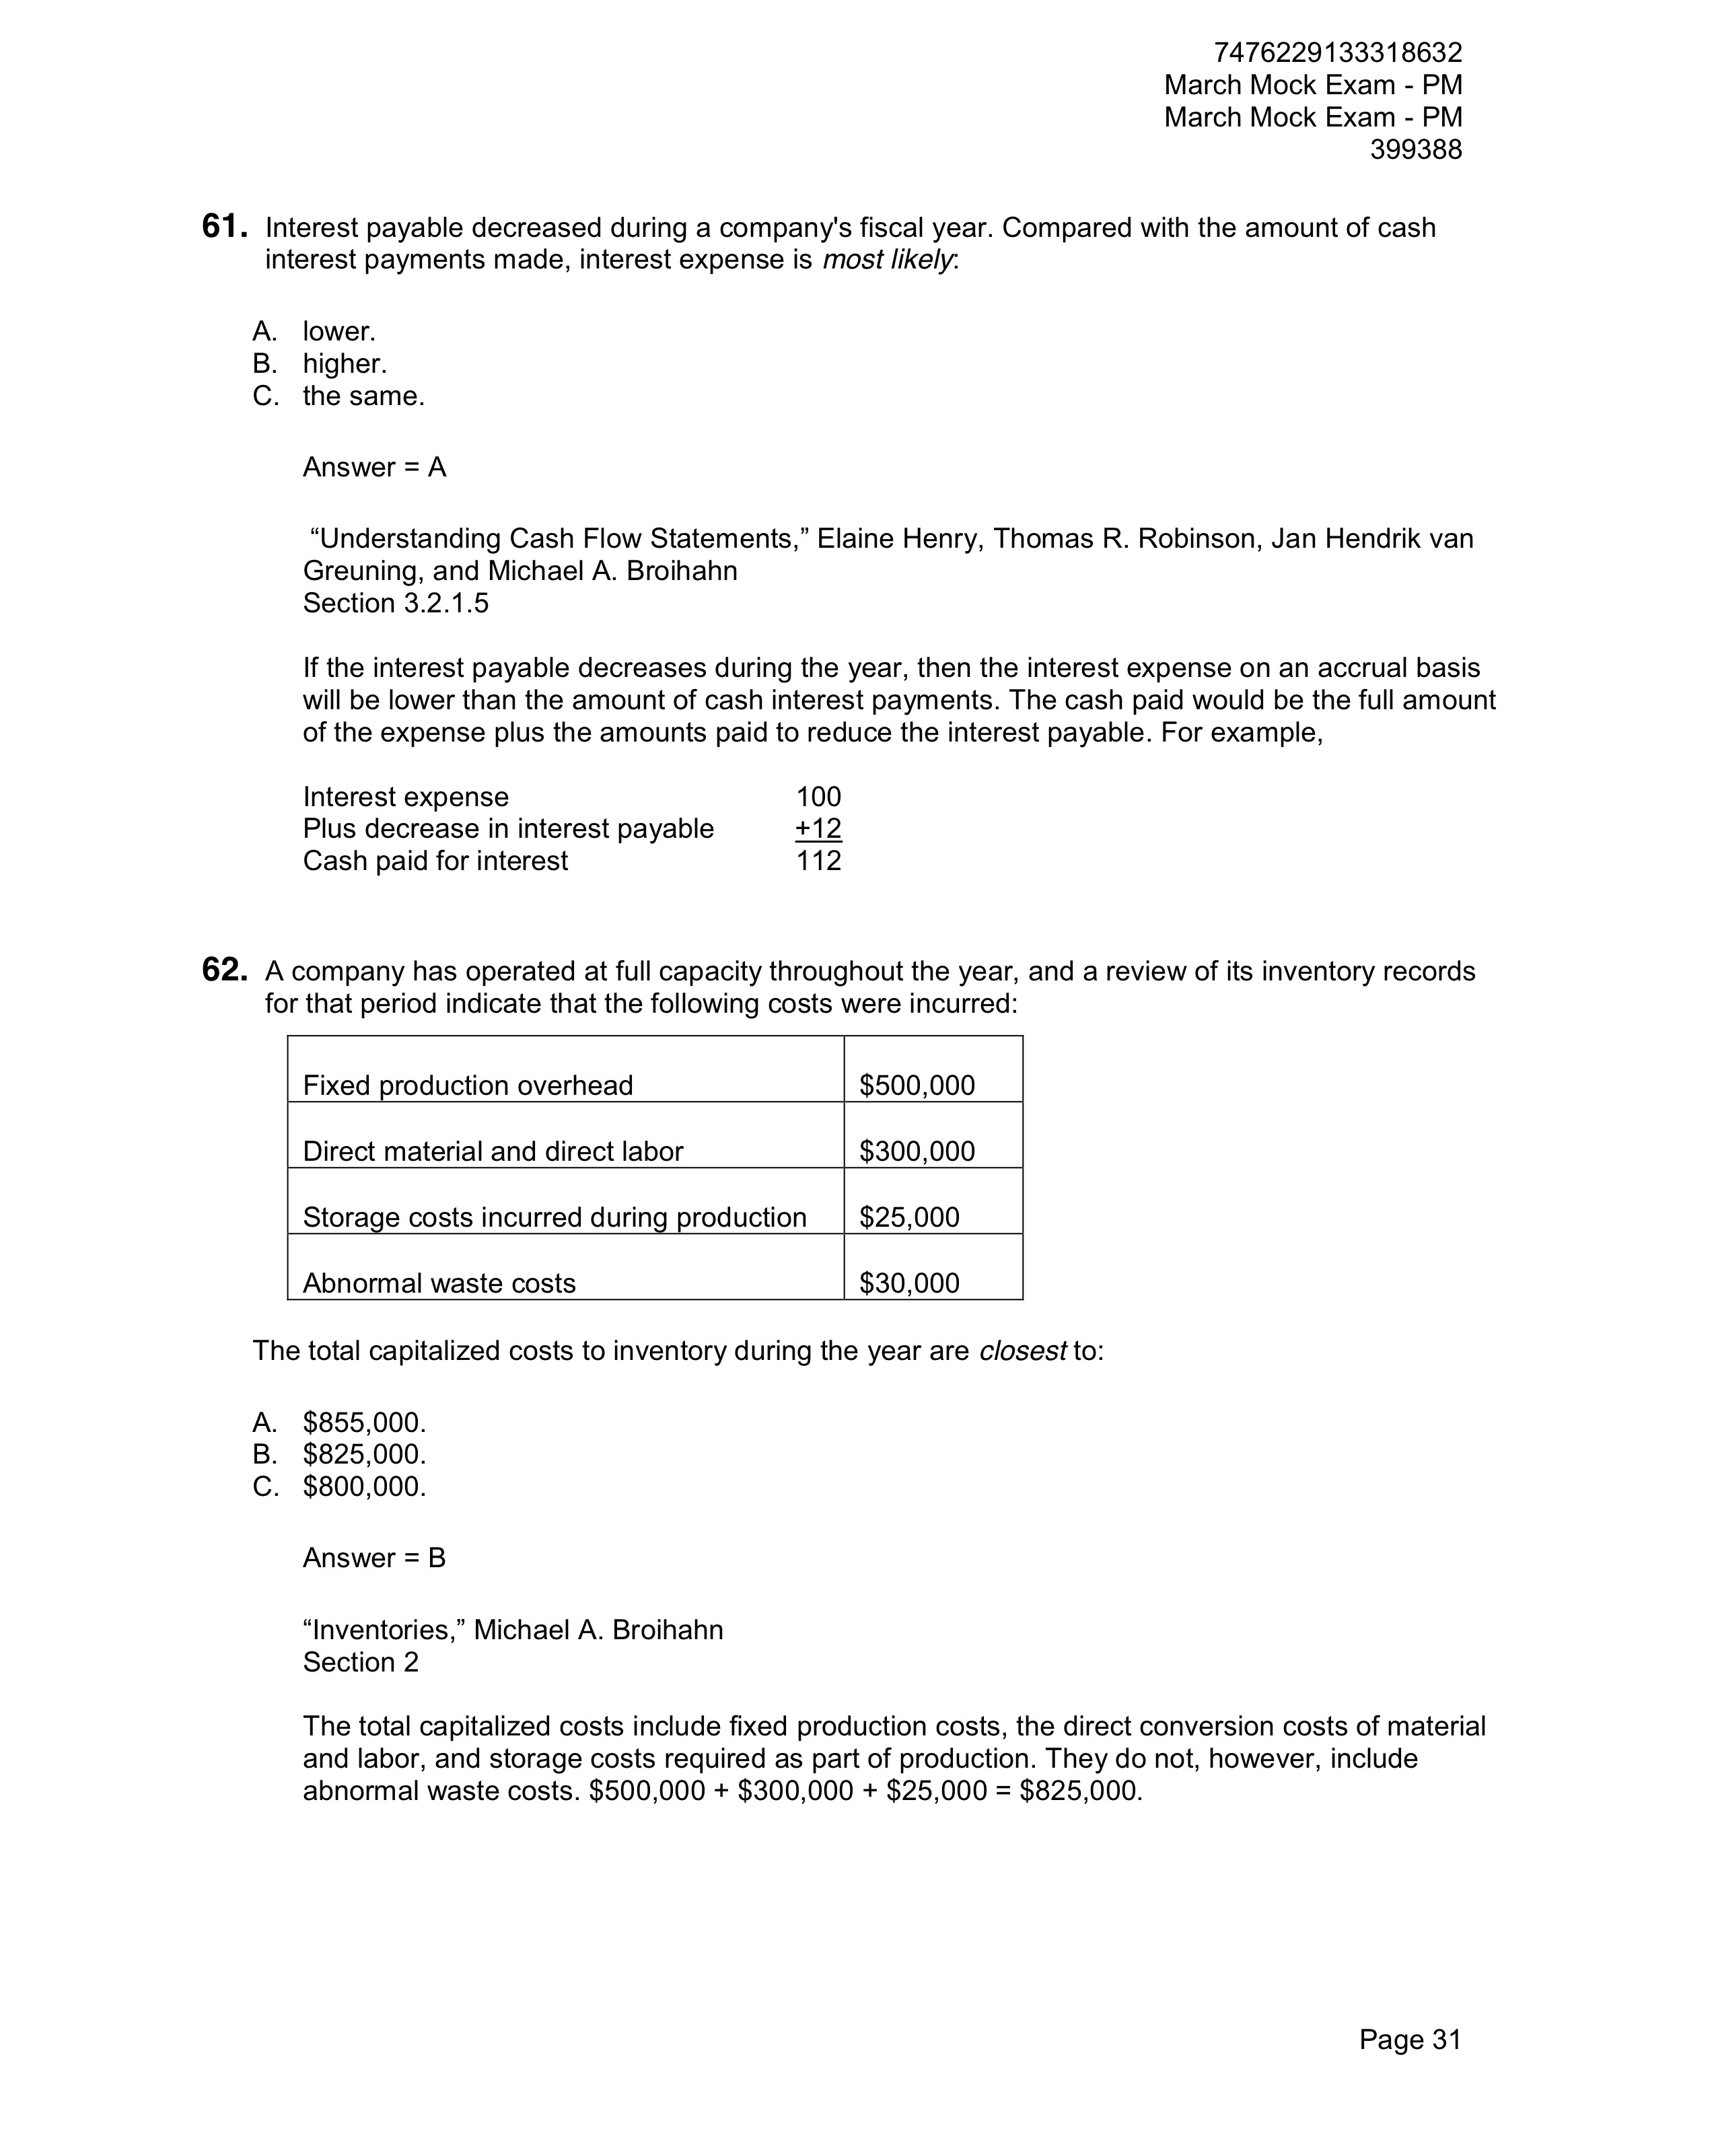 7476229133318632
March Mock Exam - PM
March Mock Exam - PM
399388
61. Interest payable decreased during a company's fiscal year. Compared with the amount of cash
interest payments made, interest expense is most likely:
A. lower.
B. higher.
C. the same.
Answer = A
“Understanding Cash Flow Statements,” Elaine Henry, Thomas R. Robinson, Jan Hendrik van
Greuning, and Michael A. Broihahn
Section 3.2.1.5
If the interest payable decreases during the year, then the interest expense on an accrual basis
will be lower than the amount of cash interest payments. The cash paid would be the full amount
of the expense plus the amounts paid to reduce the interest payable. For example,
Interest expense 100
Plus decrease in interest payable +12
Cash paid for interest 112
62. A company has operated at full capacity throughout the year, and a review of its inventory records
for that period indicate that the following costs were incurred:
Fixed production overhead $500,000
Direct material and direct labor $300,000
Storage costs incurred during production $25,000
Abnormal waste costs $30,000
The total capitalized costs to inventory during the year are closest to:
A. $855,000.
B. $825,000.
C. $800,000.
Answer = B
“Inventories,” Michael A. Broihahn
Section 2
The total capitalized costs include fixed production costs, the direct conversion costs of material
and labor, and storage costs required as part of production. They do not, however, include
abnormal waste costs. $500,000 + $300,000 + $25,000 = $825,000.
Page 31